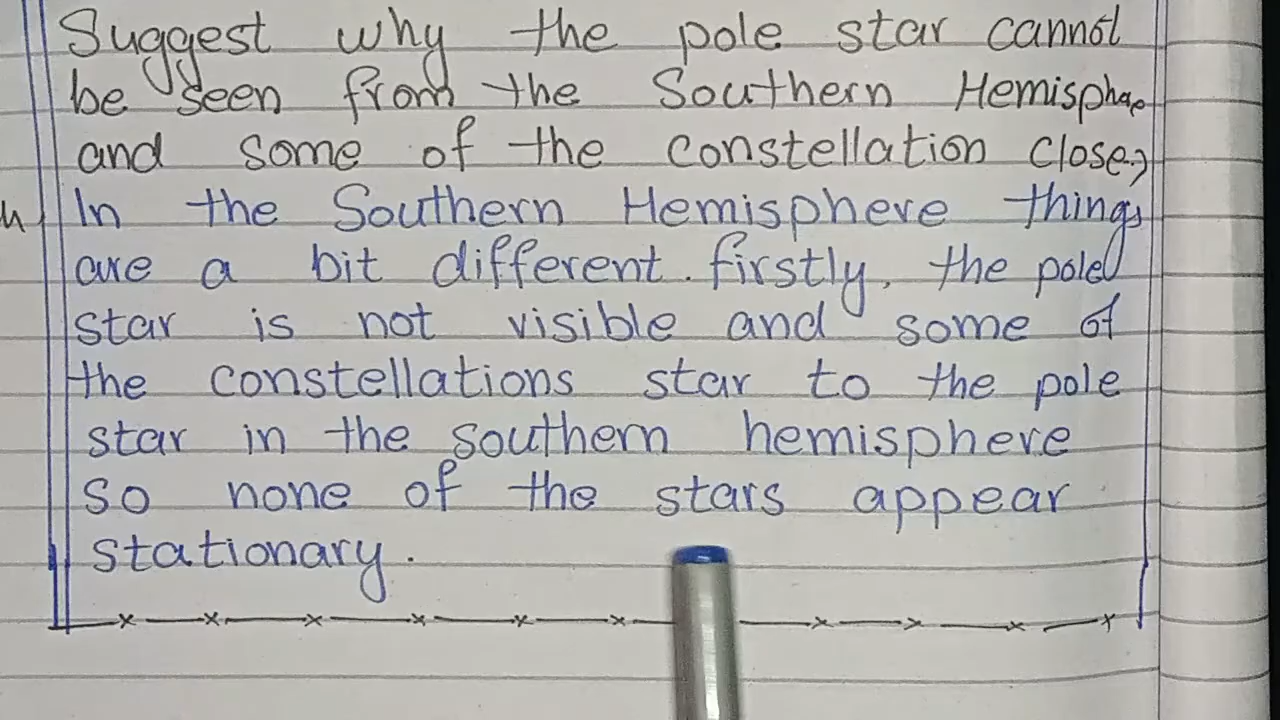 Suggest why the pole star cannot
be seen from the Southern Hemisphae
and some of the constellation close,
In the Southern Hemisphere things
are a bit different. firstly, the pole
star is not visible and some of
the constellations star to the pole
star in the southern hemisphere
so none of the stars appear
stationary.